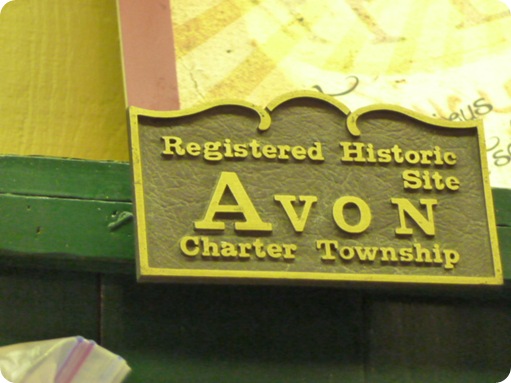 Registered Historic
Site
AVON
Charter Township